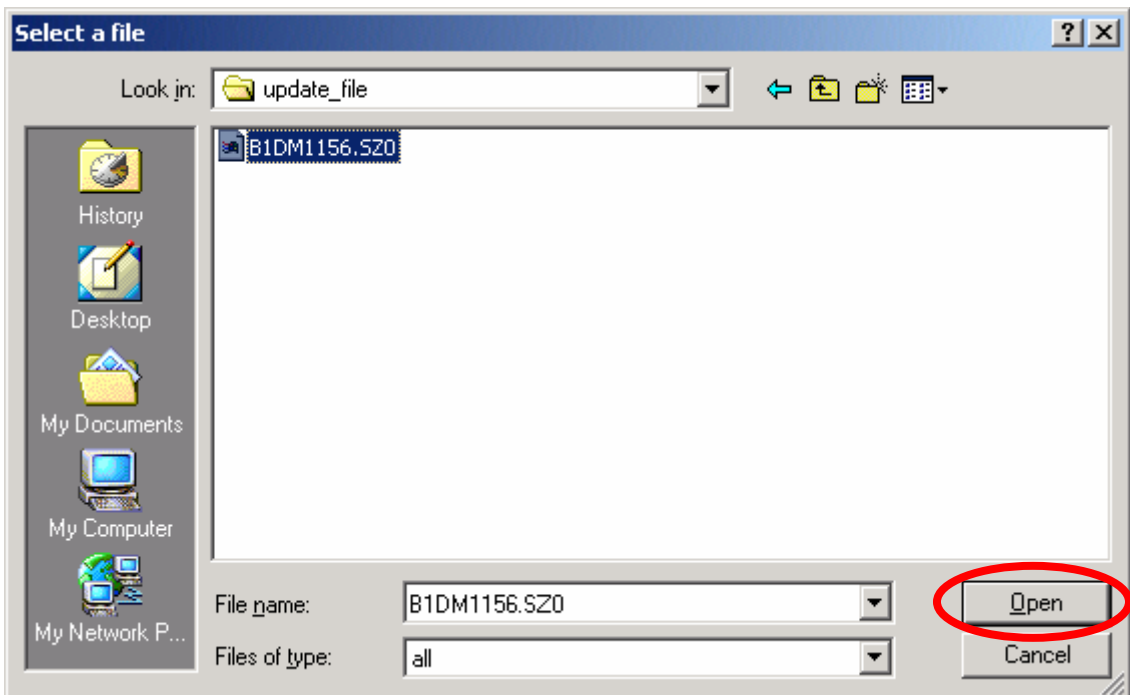 Select a file
Look in: update_file
B1DM1156.SZ0
History
Desktop
My Documents
My Computer
My Network P...
File name: B1DM1156.SZ0
Open
Files of type: all
Cancel